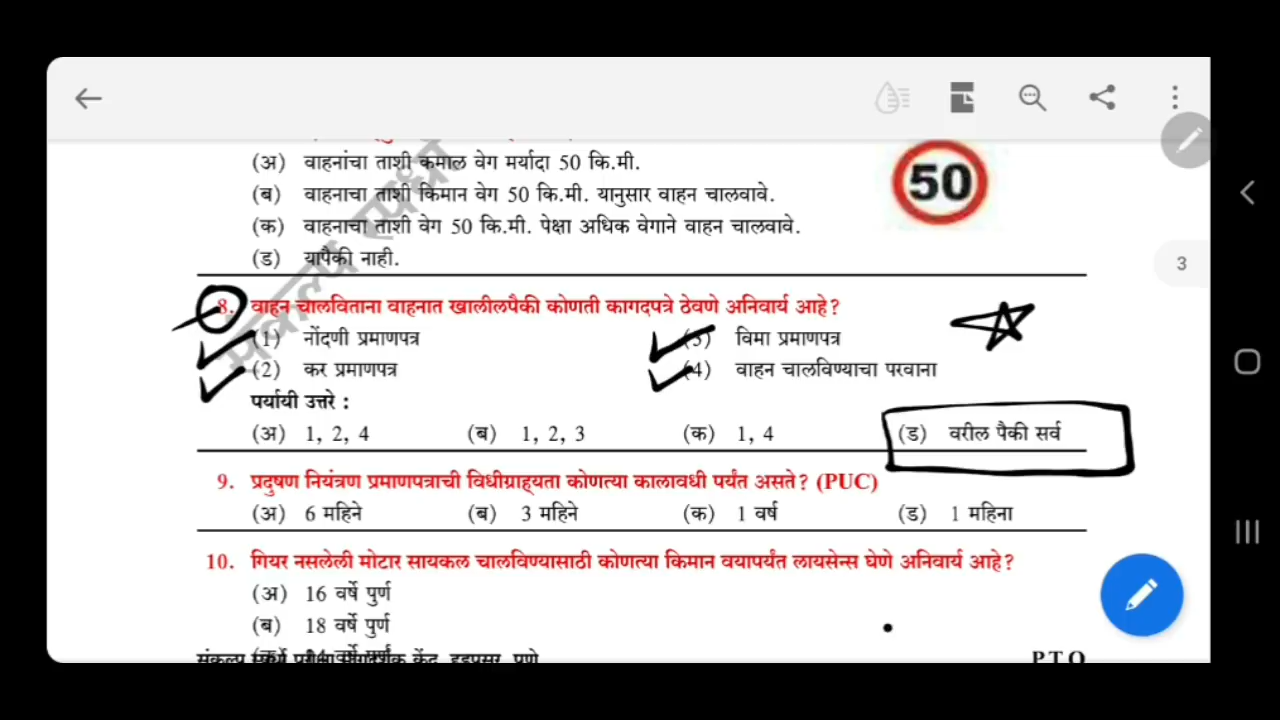 (अ) वाहनांचा ताशी कमाल वेग मर्यादा 50 कि.मी.
(ब) वाहनाचा ताशी किमान वेग 50 कि.मी. यानुसार वाहन चालवावे.
(क) वाहनाचा ताशी वेग 50 कि.मी. पेक्षा अधिक वेगाने वाहन चालवावे.
(ड) यापैकी नाही.
50
3
8. वाहन चालविताना वाहनात खालीलपैकी कोणती कागदपत्रे ठेवणे अनिवार्य आहे?
(1) नोंदणी प्रमाणपत्र (3) विमा प्रमाणपत्र
(2) कर प्रमाणपत्र (4) वाहन चालविण्याचा परवाना
पर्यायी उत्तरे :
(अ) 1, 2, 4 (ब) 1, 2, 3 (क) 1, 4 (ड) वरील पैकी सर्व
9. प्रदुषण नियंत्रण प्रमाणपत्राची विधीग्राह्यता कोणत्या कालावधी पर्यंत असते? (PUC)
(अ) 6 महिने (ब) 3 महिने (क) 1 वर्ष (ड) 1 महिना
10. गियर नसलेली मोटार सायकल चालविण्यासाठी कोणत्या किमान वयापर्यंत लायसेन्स घेणे अनिवार्य आहे?
(अ) 16 वर्षे पुर्ण
(ब) 18 वर्षे पुर्ण
P.T.O